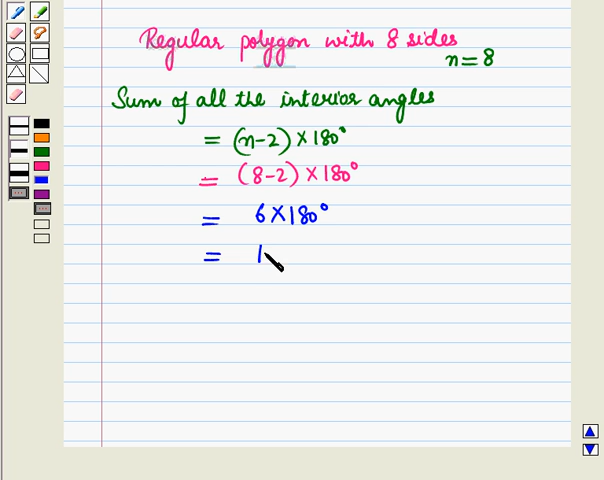 Regular polygon with 8 sides
n=8
Sum of all the interior angles
= (n-2) × 180°
= (8-2) × 180°
= 6 × 180°
= 1